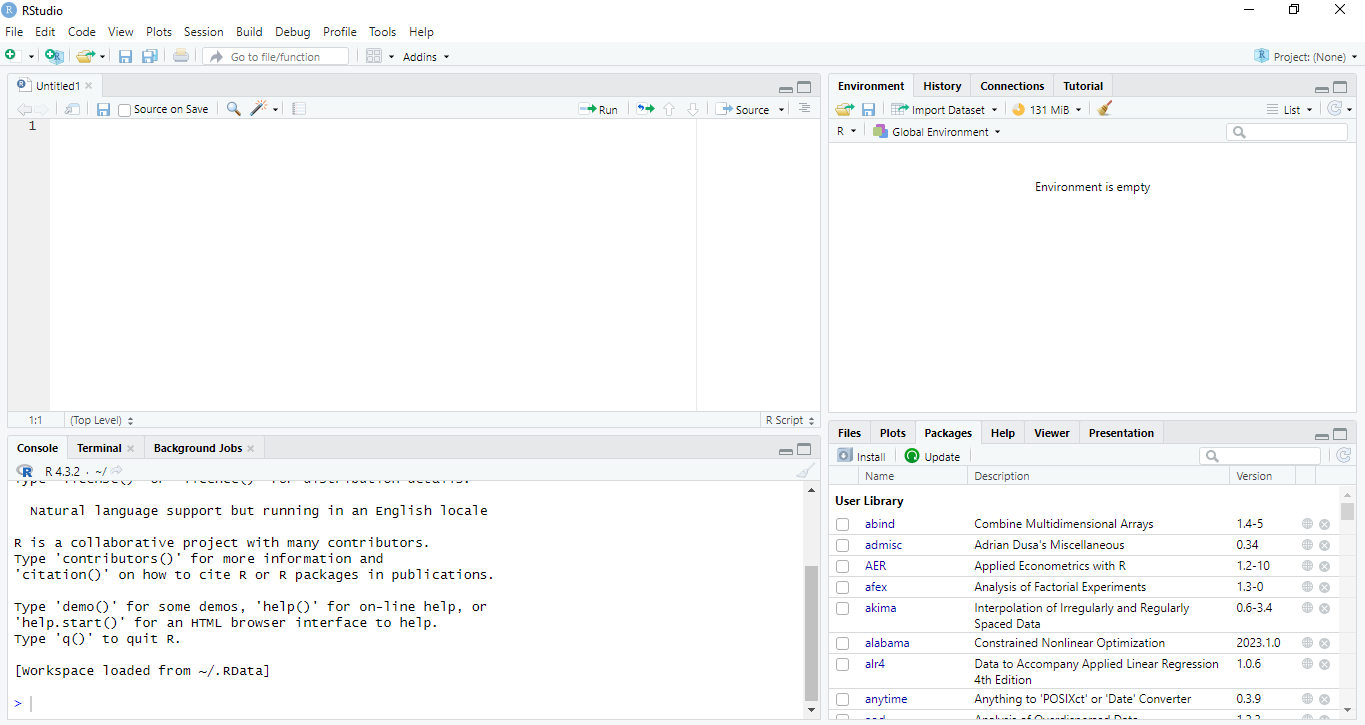 RStudio
File Edit Code View Plots Session Build Debug Profile Tools Help
Go to file/function Addins Project: (None)
Untitled1
Source on Save Run Source
1
1:1 (Top Level) R Script
Console Terminal Background Jobs
R 4.3.2 · ~/
Natural language support but running in an English locale
R is a collaborative project with many contributors.
Type 'contributors()' for more information and
'citation()' on how to cite R or R packages in publications.
Type 'demo()' for some demos, 'help()' for on-line help, or
'help.start()' for an HTML browser interface to help.
Type 'q()' to quit R.
[Workspace loaded from ~/.RData]
>
Environment History Connections Tutorial
Import Dataset 131 MiB List
R Global Environment
Environment is empty
Files Plots Packages Help Viewer Presentation
Install Update
Name Description Version
User Library
abind Combine Multidimensional Arrays 1.4-5
admisc Adrian Dusa's Miscellaneous 0.34
AER Applied Econometrics with R 1.2-10
afex Analysis of Factorial Experiments 1.3-0
akima Interpolation of Irregularly and Regularly 0.6-3.4
Spaced Data
alabama Constrained Nonlinear Optimization 2023.1.0
alr4 Data to Accompany Applied Linear Regression 1.0.6
4th Edition
anytime Anything to 'POSIXct' or 'Date' Converter 0.3.9